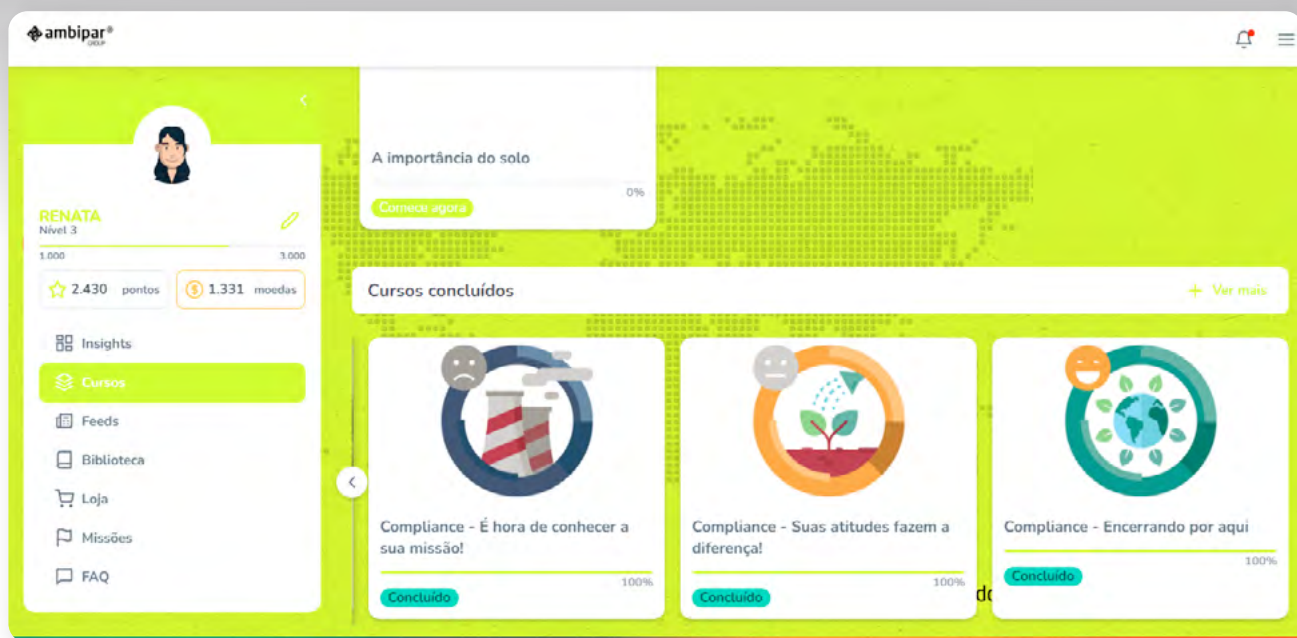 ambipar®
GROUP
RENATA
Nível 3
1.000 3.000
2.430 pontos
1.331 moedas
Insights
Cursos
Feeds
Biblioteca
Loja
Missões
FAQ
A importância do solo
0%
Comece agora
Cursos concluídos
+ Ver mais
Compliance - É hora de conhecer a
sua missão!
100%
Concluído
Compliance - Suas atitudes fazem a
diferença!
100%
Concluído
Compliance - Encerrando por aqui
100%
Concluído